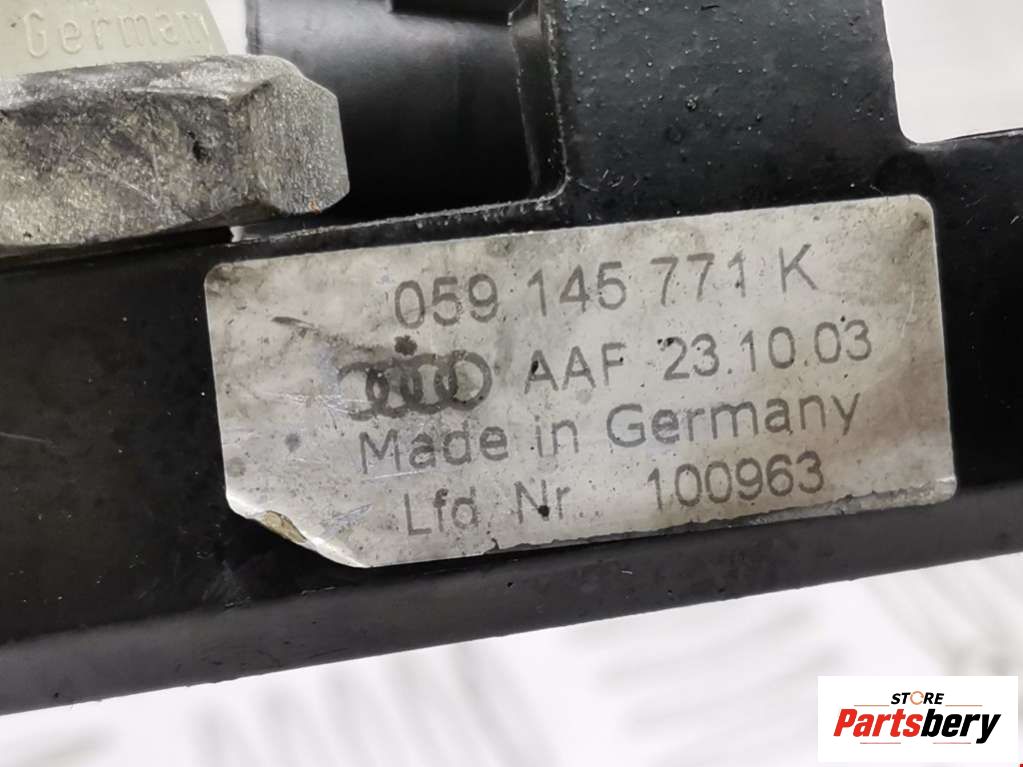 German
059 145 771 K
AAF 23.10.03
Made in Germany
Lfd. Nr.: 100963
STORE
Partsbery